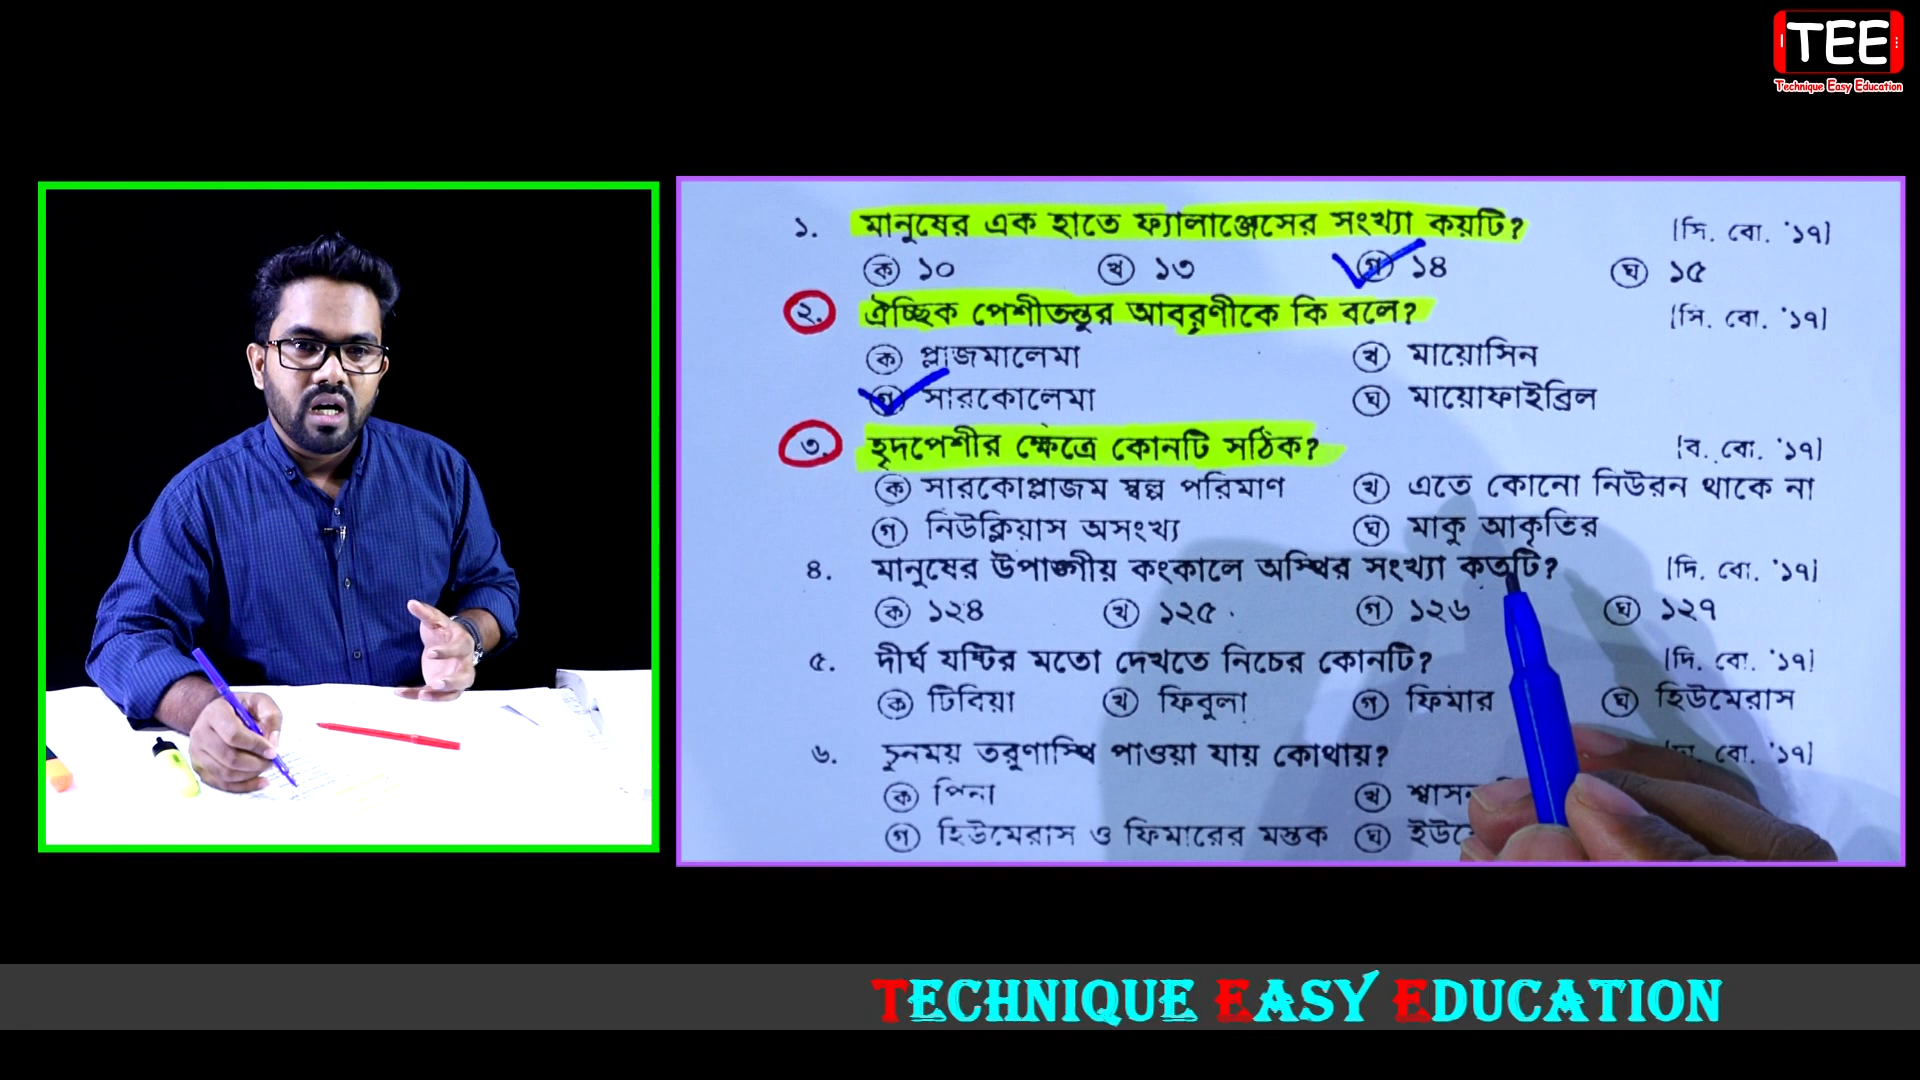 TEE
Technique Easy Education
১. মানুষের এক হাতে ফ্যালাঞ্জেসের সংখ্যা কয়টি? [সি. বো. '১৭]
ক ১০ খ ১৩ গ ১৪ ঘ ১৫
২. ঐচ্ছিক পেশীতন্তুর আবরণীকে কি বলে? [সি. বো. '১৭]
ক প্লাজমালেমা খ মায়োসিন
গ সারকোলেমা ঘ মায়োফাইব্রিল
৩. হৃদপেশীর ক্ষেত্রে কোনটি সঠিক? [ব. বো. '১৭]
ক সারকোপ্লাজম স্বল্প পরিমাণ খ এতে কোনো নিউরন থাকে না
গ নিউক্লিয়াস অসংখ্য ঘ মাকু আকৃতির
৪. মানুষের উপাঙ্গীয় কংকালে অস্থির সংখ্যা কতটি? [দি. বো. '১৭]
ক ১২৪ খ ১২৫ গ ১২৬ ঘ ১২৭
৫. দীর্ঘ যষ্টির মতো দেখতে নিচের কোনটি? [দি. বো. '১৭]
ক টিবিয়া খ ফিবুলা গ ফিমার ঘ হিউমেরাস
৬. চুনময় তরুণাস্থি পাওয়া যায় কোথায়? বো. '১৭]
ক পিনা খ
গ হিউমেরাস ও ফিমারের মস্তক ঘ
TECHNIQUE EASY EDUCATION